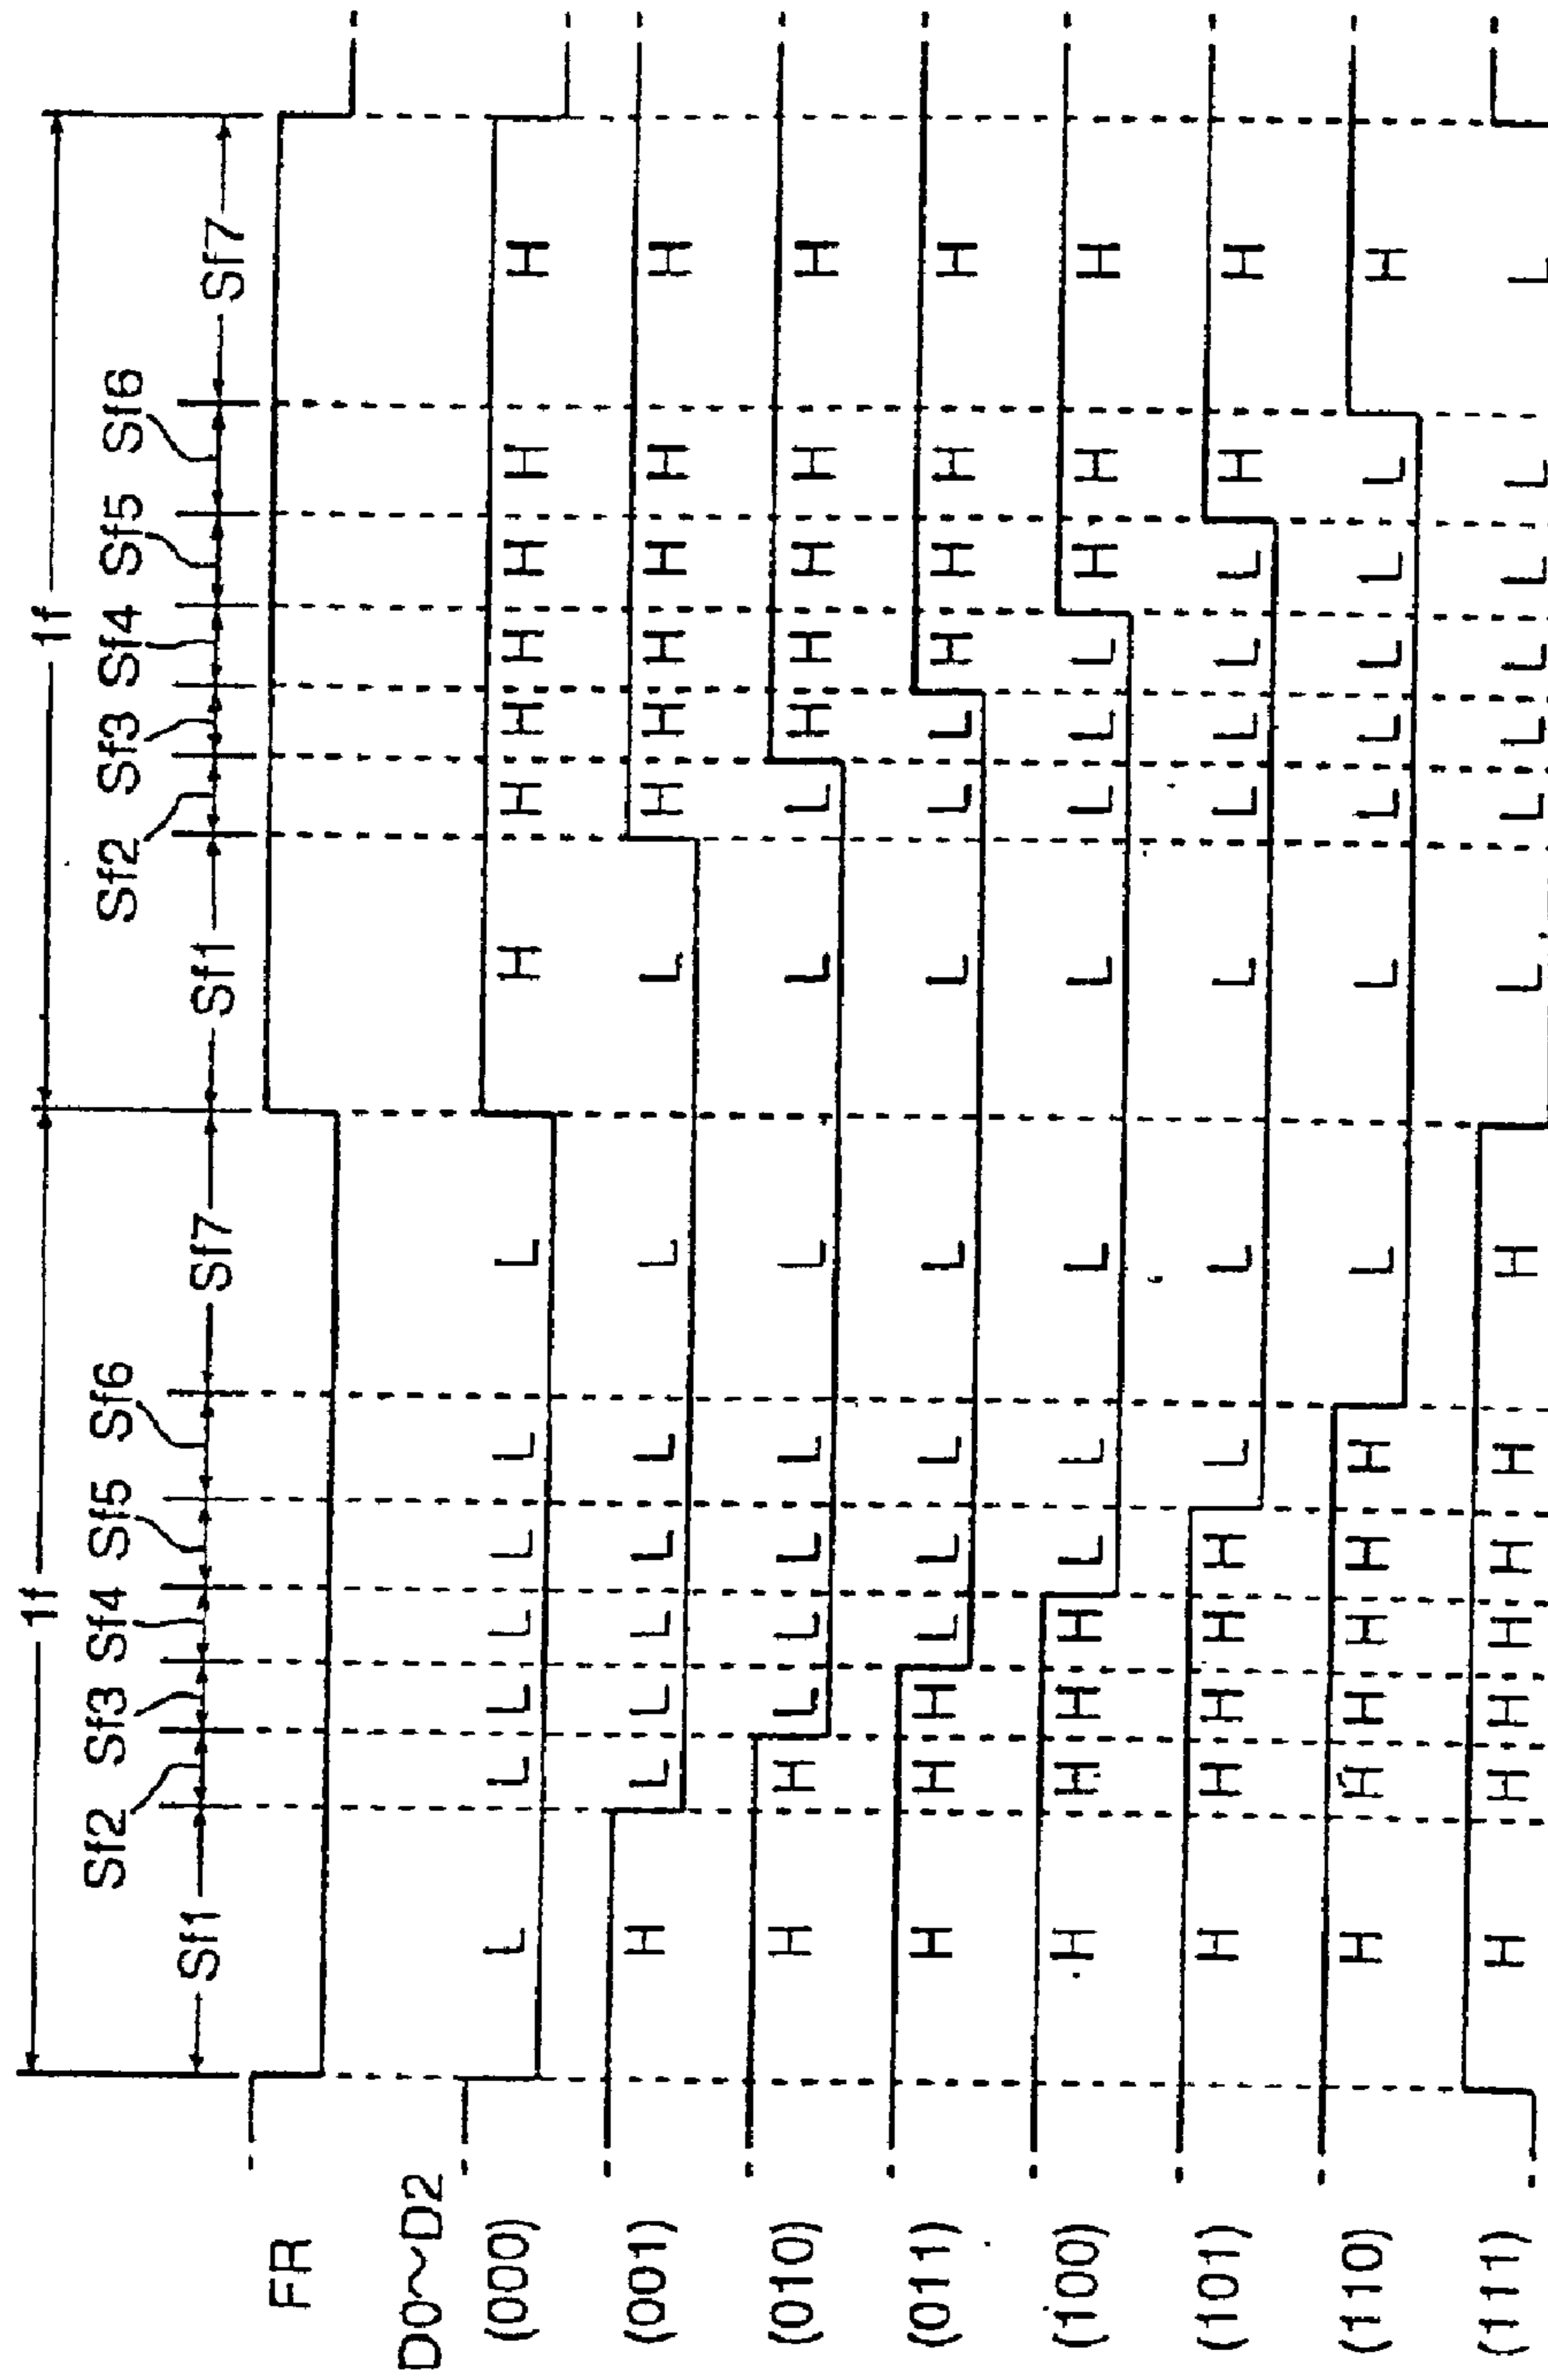 1f 1f
Sf2 Sf3 Sf4 Sf5 Sf6 Sf2 Sf3 Sf4 Sf5 Sf6
Sf1 Sf7 Sf1 Sf7
FR
D0~D2
(000) L L L L L L L H H H H H H H
(001) H L L L L L L L H H H H H H
(010) H H L L L L L L L H H H H H
(011) H H H L L L L L L L H H H H
(100) H H H H L L L L L L L H H H
(101) H H H H H L L L L L L L H H
(110) H H H H H H L L L L L L L H
(111) H H H H H H H L L L L L L L